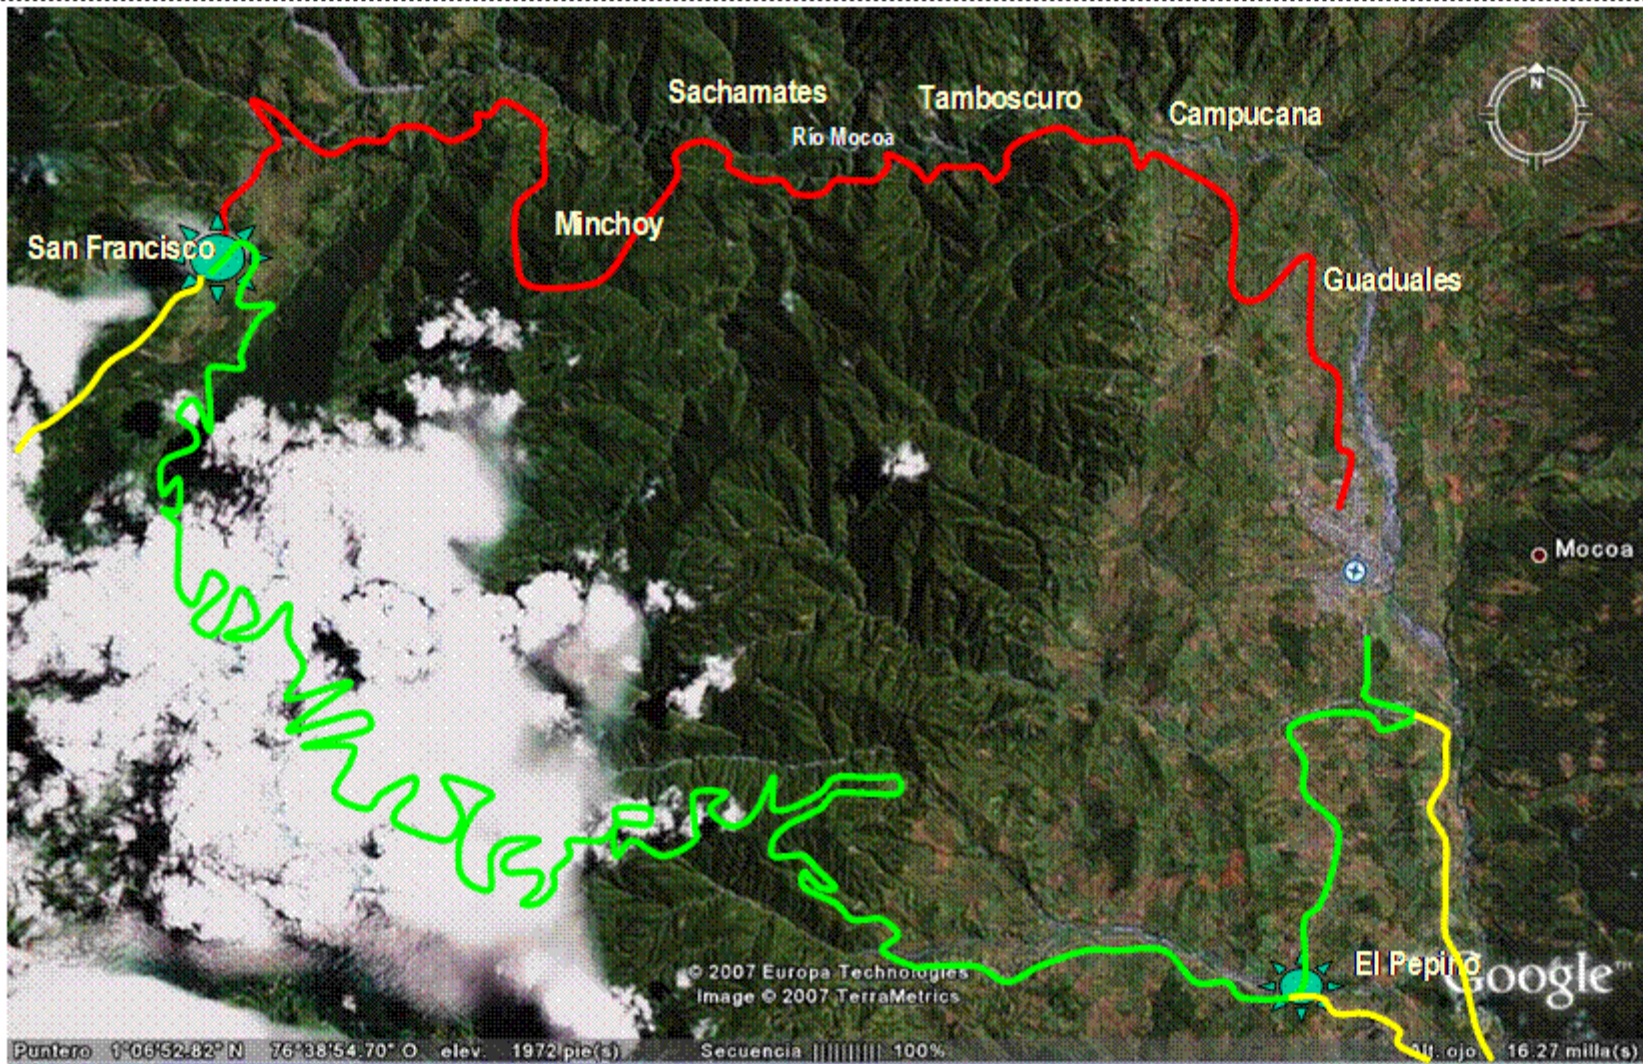 Sachamates
Tamboscuro
Campucana
N
Río Mocoa
Minchoy
San Francisco
Guaduales
Mocoa
El Pepino
© 2007 Europa Technologies
Image © 2007 TerraMetrics
Google™
Puntero 1°06'52.82" N 76°38'54.70" O elev. 1972 pie(s) Secuencia |||||||||| 100% Alt. ojo 16.27 milla(s)